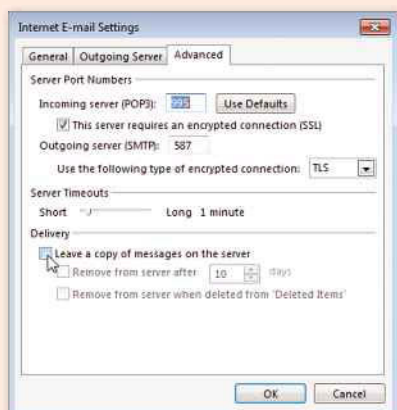 Internet E-mail Settings
General Outgoing Server Advanced
Server Port Numbers
Incoming server (POP3): 995 Use Defaults
This server requires an encrypted connection (SSL)
Outgoing server (SMTP): 587
Use the following type of encrypted connection: TLS
Server Timeouts
Short Long 1 minute
Delivery
Leave a copy of messages on the server
Remove from server after 10 days
Remove from server when deleted from 'Deleted Items'
OK Cancel